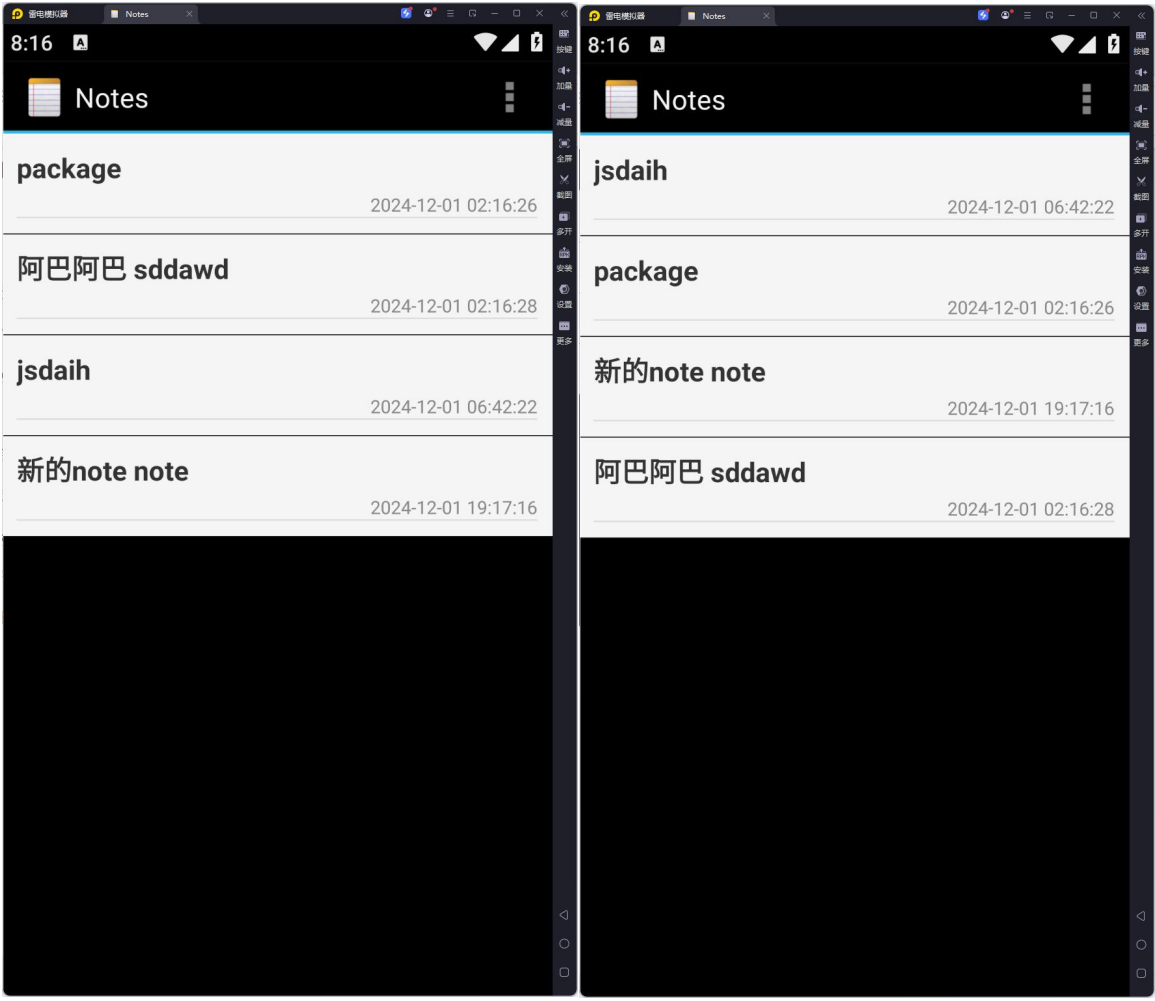 雷电模拟器
Notes
8:16
A
Notes
package
2024-12-01 02:16:26
阿巴阿巴 sddawd
2024-12-01 02:16:28
jsdaih
2024-12-01 06:42:22
新的note note
2024-12-01 19:17:16
按键
加量
减量
全屏
截图
多开
安装
设置
更多
雷电模拟器
Notes
8:16
A
Notes
jsdaih
2024-12-01 06:42:22
package
2024-12-01 02:16:26
新的note note
2024-12-01 19:17:16
阿巴阿巴 sddawd
2024-12-01 02:16:28
按键
加量
减量
全屏
截图
多开
安装
设置
更多